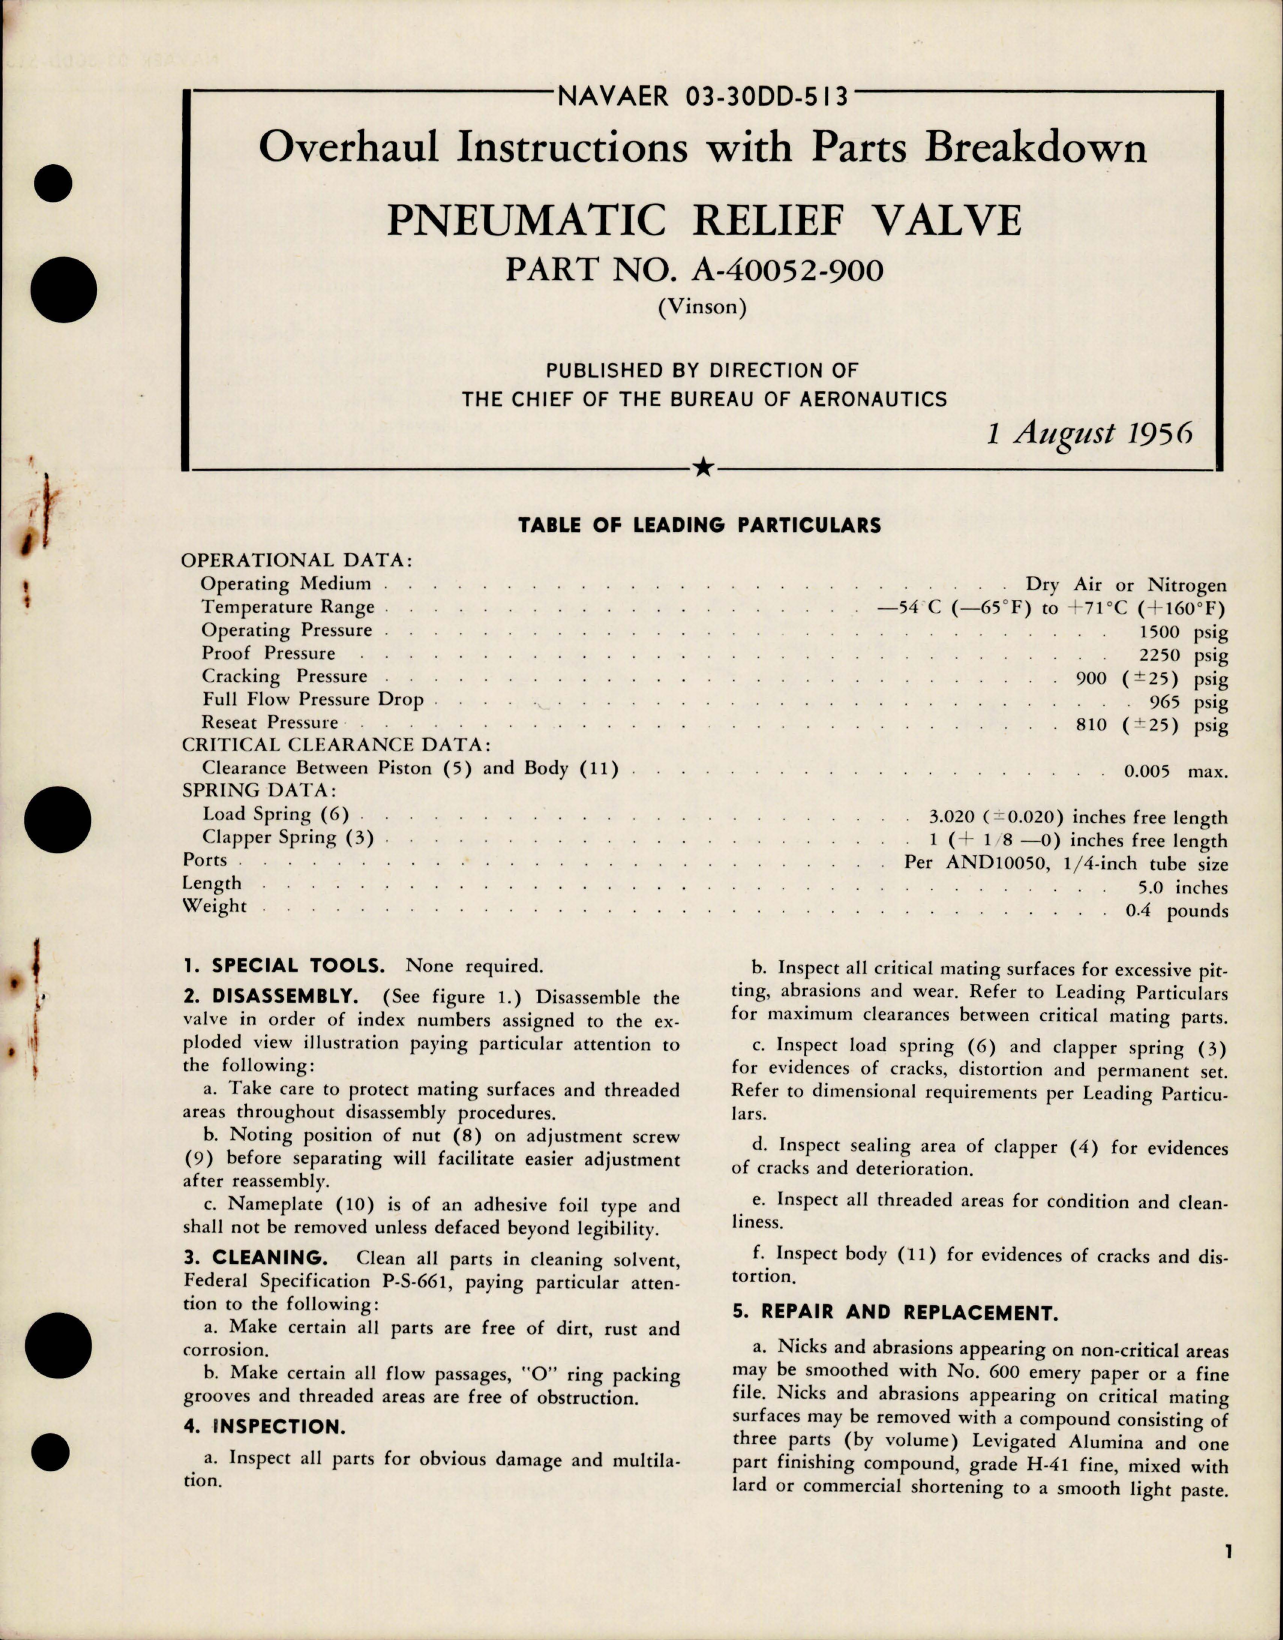 NAVAER 03-30DD-513
Overhaul Instructions with Parts Breakdown
PNEUMATIC RELIEF VALVE
PART NO. A-40052-900
(Vinson)
PUBLISHED BY DIRECTION OF
THE CHIEF OF THE BUREAU OF AERONAUTICS
1 August 1956
TABLE OF LEADING PARTICULARS
OPERATIONAL DATA:
Operating Medium . . . . . Dry Air or Nitrogen
Temperature Range . . . . . —54°C (—65°F) to +71°C (+160°F)
Operating Pressure . . . . . 1500 psig
Proof Pressure . . . . . 2250 psig
Cracking Pressure . . . . . 900 (±25) psig
Full Flow Pressure Drop . . . . . 965 psig
Reseat Pressure . . . . . 810 (±25) psig
CRITICAL CLEARANCE DATA:
Clearance Between Piston (5) and Body (11) . . . . . 0.005 max.
SPRING DATA:
Load Spring (6) . . . . . 3.020 (±0.020) inches free length
Clapper Spring (3) . . . . . 1 (+ 1/8 —0) inches free length
Ports . . . . . Per AND10050, 1/4-inch tube size
Length . . . . . 5.0 inches
Weight . . . . . 0.4 pounds
1. SPECIAL TOOLS. None required.
2. DISASSEMBLY. (See figure 1.) Disassemble the
valve in order of index numbers assigned to the ex-
ploded view illustration paying particular attention to
the following:
a. Take care to protect mating surfaces and threaded
areas throughout disassembly procedures.
b. Noting position of nut (8) on adjustment screw
(9) before separating will facilitate easier adjustment
after reassembly.
c. Nameplate (10) is of an adhesive foil type and
shall not be removed unless defaced beyond legibility.
3. CLEANING. Clean all parts in cleaning solvent,
Federal Specification P-S-661, paying particular atten-
tion to the following:
a. Make certain all parts are free of dirt, rust and
corrosion.
b. Make certain all flow passages, "O" ring packing
grooves and threaded areas are free of obstruction.
4. INSPECTION.
a. Inspect all parts for obvious damage and multila-
tion.
b. Inspect all critical mating surfaces for excessive pit-
ting, abrasions and wear. Refer to Leading Particulars
for maximum clearances between critical mating parts.
c. Inspect load spring (6) and clapper spring (3)
for evidences of cracks, distortion and permanent set.
Refer to dimensional requirements per Leading Particu-
lars.
d. Inspect sealing area of clapper (4) for evidences
of cracks and deterioration.
e. Inspect all threaded areas for condition and clean-
liness.
f. Inspect body (11) for evidences of cracks and dis-
tortion.
5. REPAIR AND REPLACEMENT.
a. Nicks and abrasions appearing on non-critical areas
may be smoothed with No. 600 emery paper or a fine
file. Nicks and abrasions appearing on critical mating
surfaces may be removed with a compound consisting of
three parts (by volume) Levigated Alumina and one
part finishing compound, grade H-41 fine, mixed with
lard or commercial shortening to a smooth light paste.
1